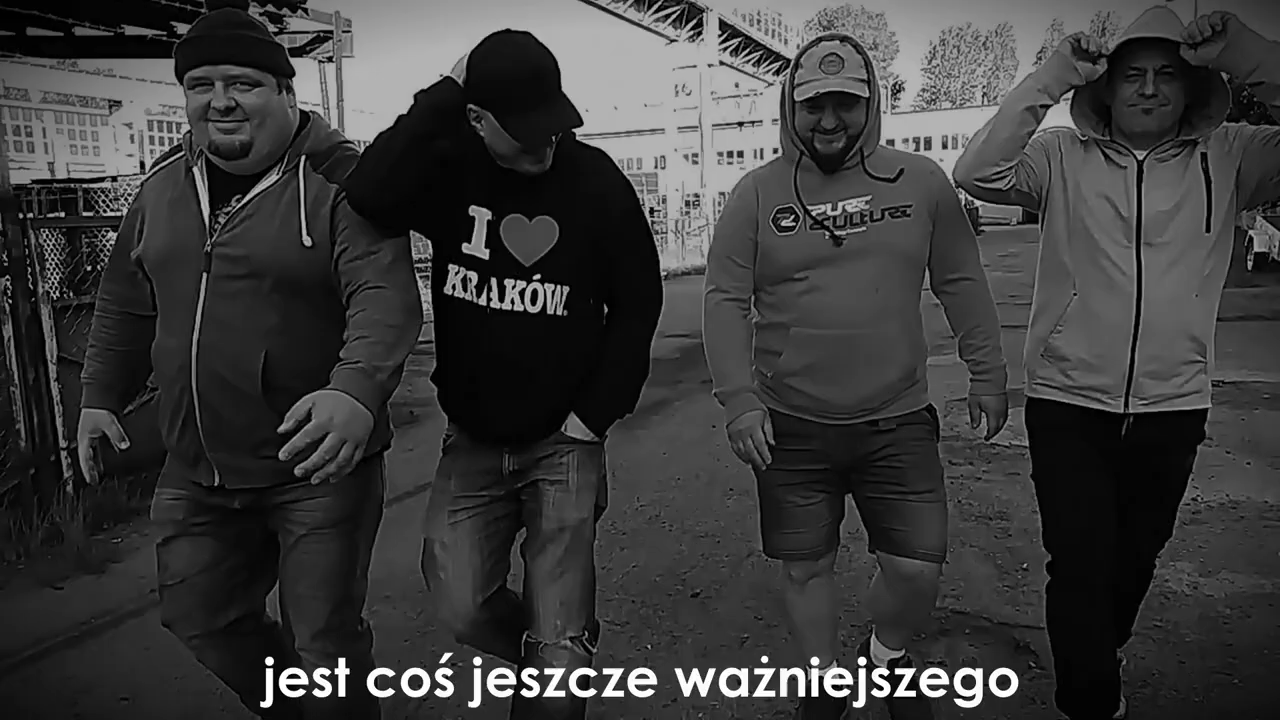 I ❤
KRAKÓW.
PURE
CULTURE
jest coś jeszcze ważniejszego